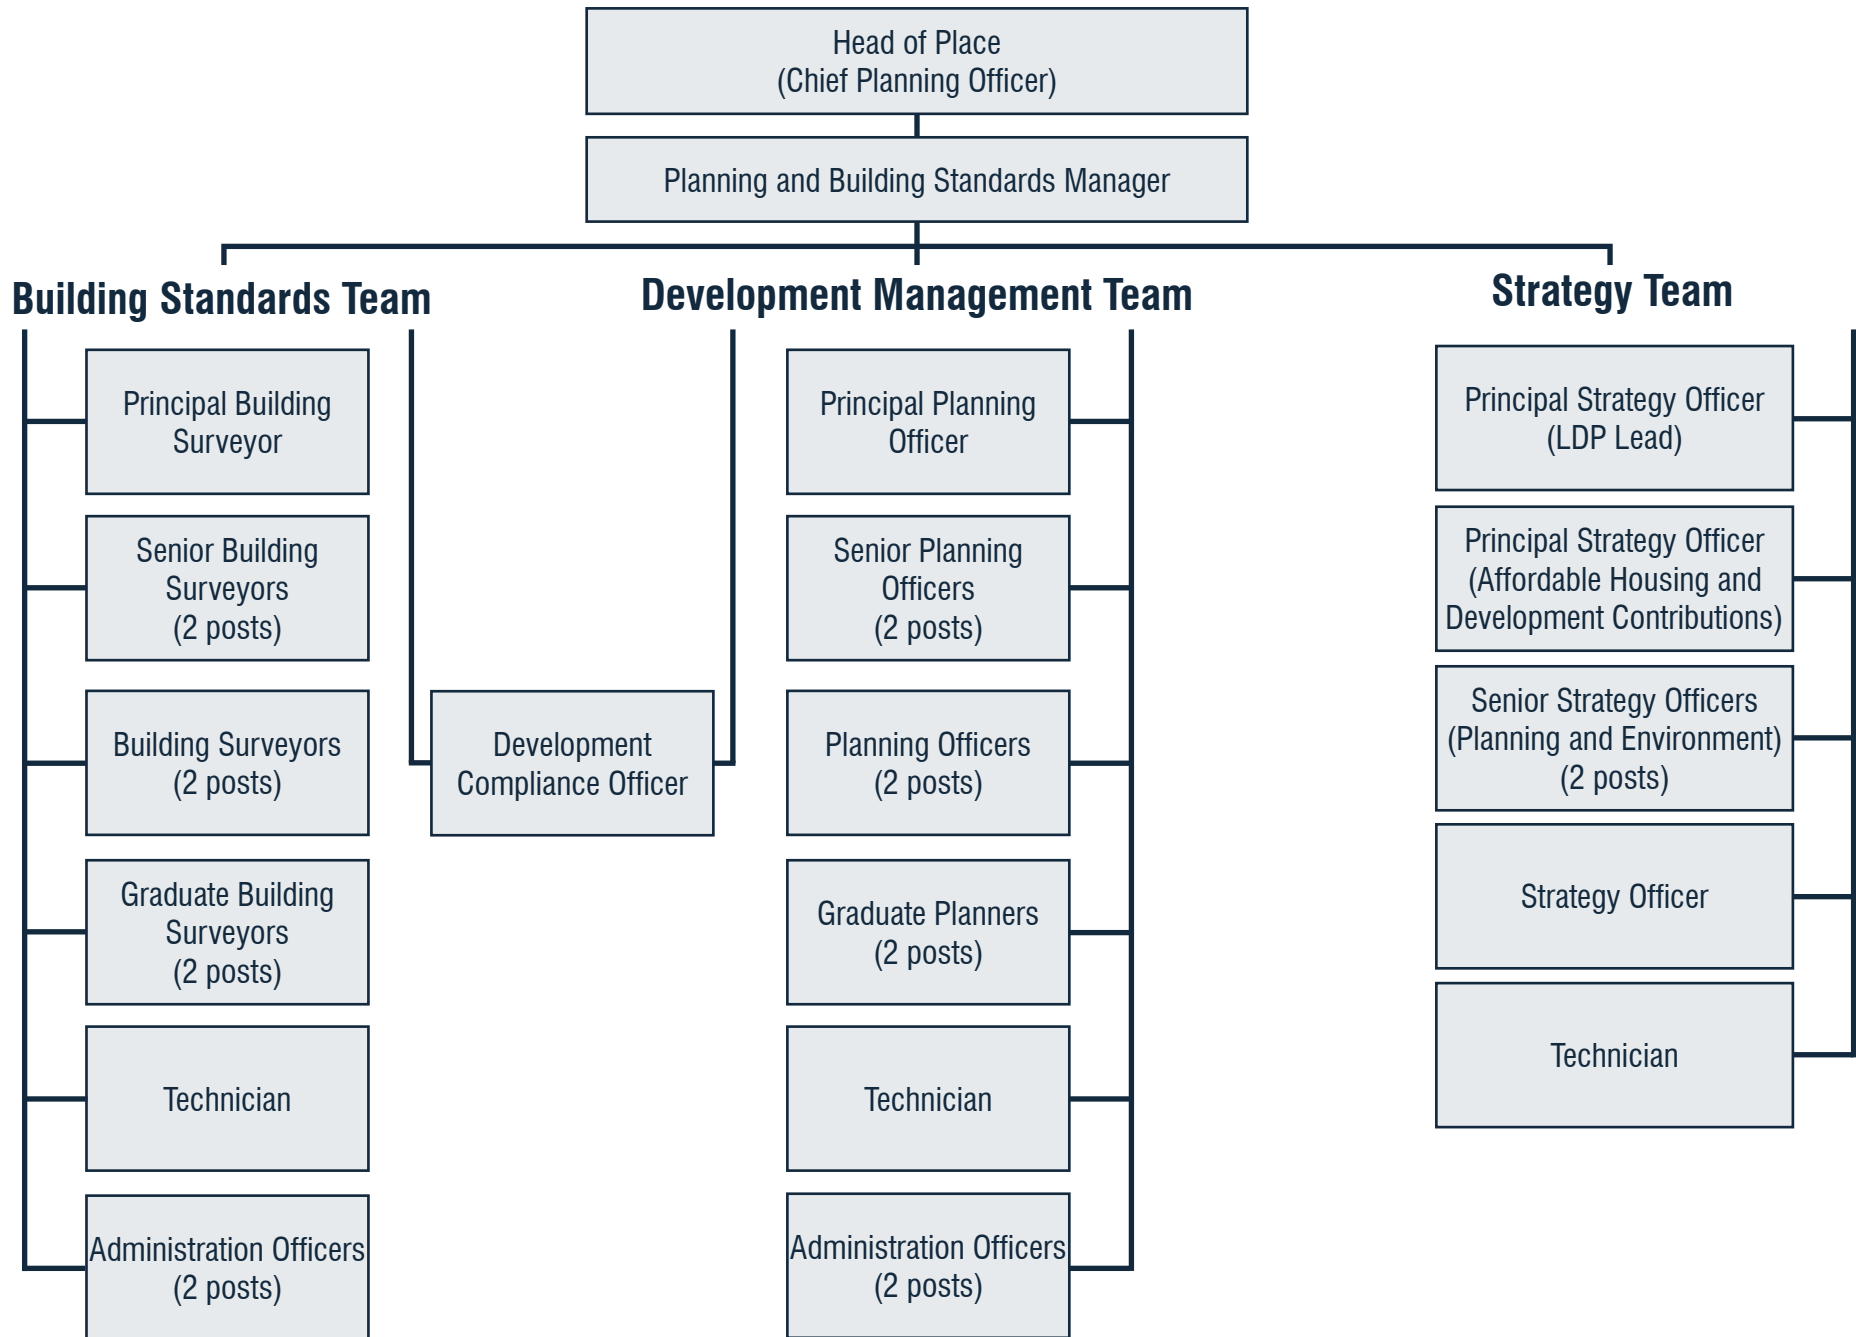 Head of Place
(Chief Planning Officer)
Planning and Building Standards Manager
Building Standards Team
Principal Building
Surveyor
Senior Building
Surveyors
(2 posts)
Building Surveyors
(2 posts)
Graduate Building
Surveyors
(2 posts)
Technician
Administration Officers
(2 posts)
Development
Compliance Officer
Development Management Team
Principal Planning
Officer
Senior Planning
Officers
(2 posts)
Planning Officers
(2 posts)
Graduate Planners
(2 posts)
Technician
Administration Officers
(2 posts)
Strategy Team
Principal Strategy Officer
(LDP Lead)
Principal Strategy Officer
(Affordable Housing and
Development Contributions)
Senior Strategy Officers
(Planning and Environment)
(2 posts)
Strategy Officer
Technician